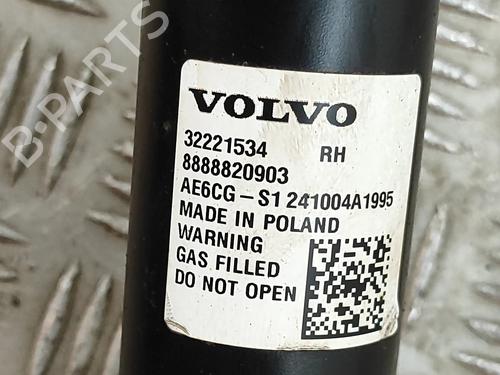 B-PARTS
VOLVO
32221534 RH
8888820903
AE6CG-S1 241004A1995
MADE IN POLAND
WARNING
GAS FILLED
DO NOT OPEN